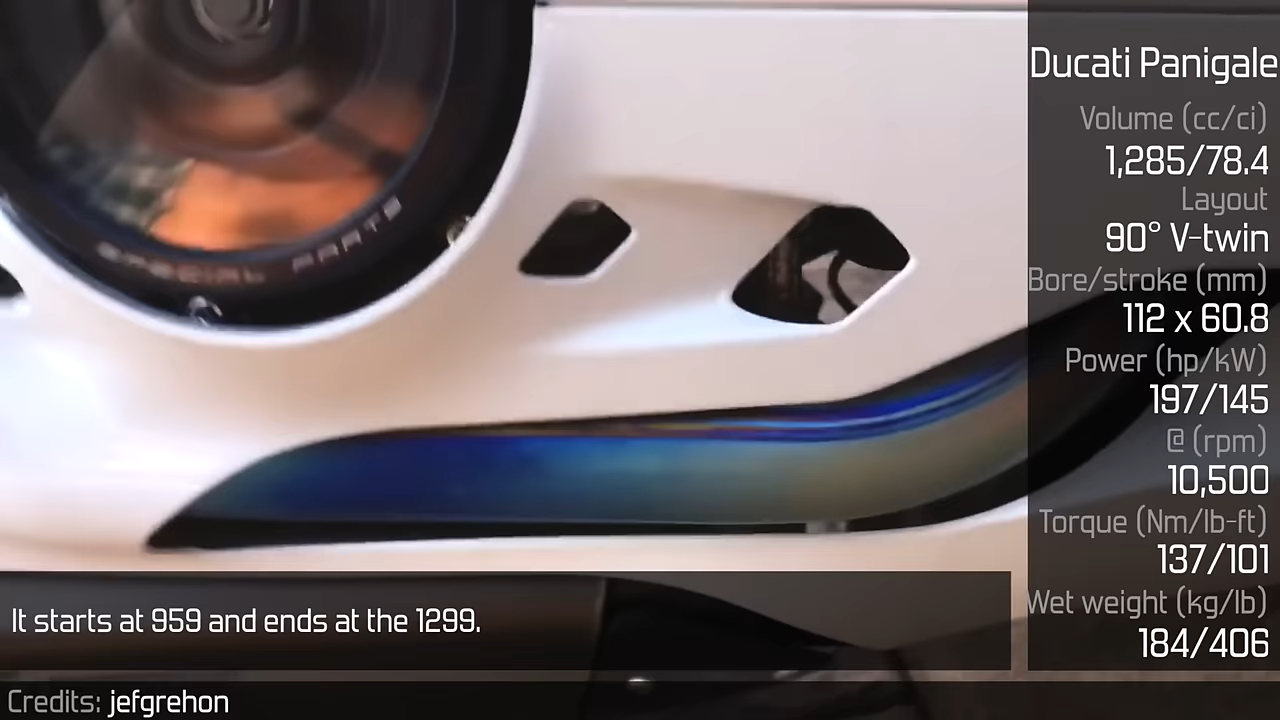 SPECIAL PARTS
Ducati Panigale
Volume (cc/ci)
1,285/78.4
Layout
90° V-twin
Bore/stroke (mm)
112 x 60.8
Power (hp/kW)
197/145
@ (rpm)
10,500
Torque (Nm/lb-ft)
137/101
Wet weight (kg/lb)
184/406
It starts at 959 and ends at the 1299.
Credits: jefgrehon